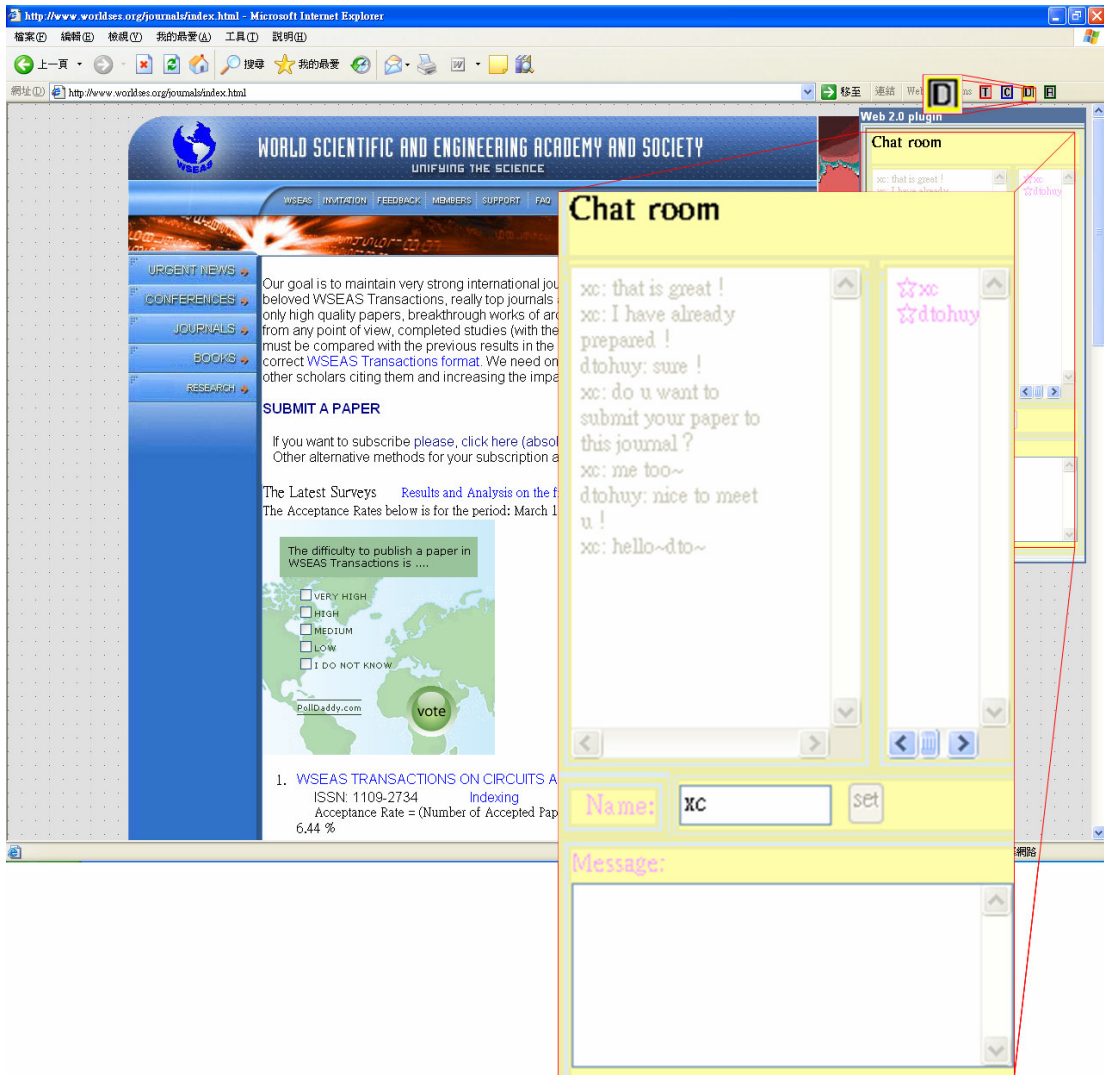 http://www.worldses.org/journals/index.html - Microsoft Internet Explorer
檔案(F) 編輯(E) 檢視(V) 我的最愛(A) 工具(T) 說明(H)
上一頁 搜尋 我的最愛
網址(D) http://www.worldses.org/journals/index.html 移至 連結 T C D
D
Web 2.0 plugin
Chat room
xc: that is great !
xc: I have already
☆xc
☆dtohuy
WSEAS
WORLD SCIENTIFIC AND ENGINEERING ACADEMY AND SOCIETY
UNIFYING THE SCIENCE
WSEAS INVITATION FEEDBACK MEMBERS SUPPORT FAQ
URGENT NEWS
CONFERENCES
JOURNALS
BOOKS
RESEARCH
Our goal is to maintain very strong international jou
beloved WSEAS Transactions, really top journals
only high quality papers, breakthrough works of
from any point of view, completed studies (with the
must be compared with the previous results in the
correct WSEAS Transactions format. We need on
other scholars citing them and increasing the impa
SUBMIT A PAPER
If you want to subscribe please, click here (absol
Other alternative methods for your subscription a
The Latest Surveys Results and Analysis on the f
The Acceptance Rates below is for the period: March 1
The difficulty to publish a paper in
WSEAS Transactions is ....
VERY HIGH
HIGH
MEDIUM
LOW
I DO NOT KNOW
PollDaddy.com
vote
1. WSEAS TRANSACTIONS ON CIRCUITS A
ISSN: 1109-2734 Indexing
Acceptance Rate = (Number of Accepted Pap
6.44 %
Chat room
xc: that is great !
xc: I have already
prepared !
dtohuy: sure !
xc: do u want to
submit your paper to
this journal ?
xc: me too~
dtohuy: nice to meet
u !
xc: hello~dto~
☆xc
☆dtohuy
Name: XC set
Message:
網路